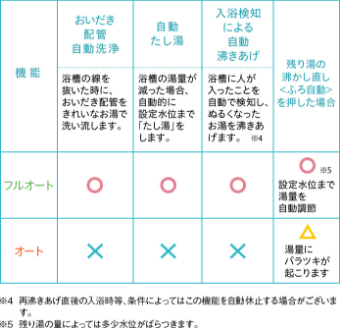 機能
おいだき
配管
自動洗浄
浴槽の線を
抜いた時に、
おいだき配管を
きれいなお湯で
洗い流します。
自動
たし湯
浴槽の湯量が
減った場合、
自動的に
設定水位まで
「たし湯」を
します。
入浴検知
による
自動
沸きあげ
浴槽に人が
入ったことを
自動で検知し、
ぬるくなった
お湯を沸きあ
げます。 ※4
残り湯の
沸かし直し
<ふろ自動>
を押した場合
フルオート
○
○
○
○ ※5
設定水位まで
湯量を
自動調節
オート
×
×
×
△
湯量に
バラツキが
起こります
※4 再沸きあげ直後の入浴時等、条件によってはこの機能を自動休止する場合がございま
す。
※5 残り湯の量によっては多少水位がばらつきます。